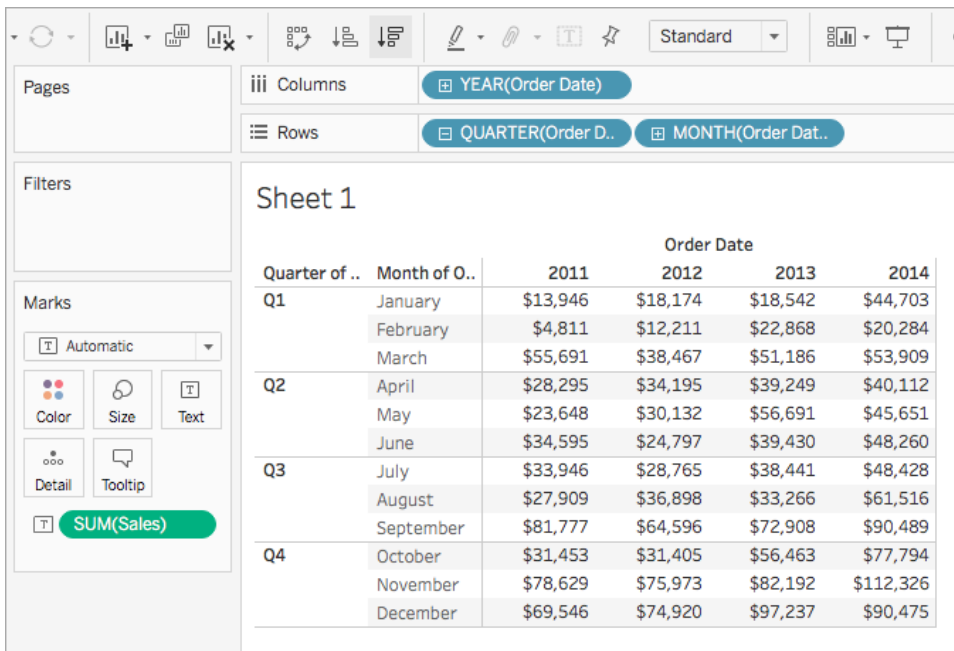 Standard
Pages
iii Columns
YEAR(Order Date)
Rows
QUARTER(Order D..
MONTH(Order Dat..
Filters
Sheet 1
Order Date
Quarter of .. Month of O.. 2011 2012 2013 2014
Q1 January $13,946 $18,174 $18,542 $44,703
February $4,811 $12,211 $22,868 $20,284
March $55,691 $38,467 $51,186 $53,909
Q2 April $28,295 $34,195 $39,249 $40,112
May $23,648 $30,132 $56,691 $45,651
June $34,595 $24,797 $39,430 $48,260
Q3 July $33,946 $28,765 $38,441 $48,428
August $27,909 $36,898 $33,266 $61,516
September $81,777 $64,596 $72,908 $90,489
Q4 October $31,453 $31,405 $56,463 $77,794
November $78,629 $75,973 $82,192 $112,326
December $69,546 $74,920 $97,237 $90,475
Marks
T Automatic
Color
Size
T
Text
Detail
Tooltip
T SUM(Sales)